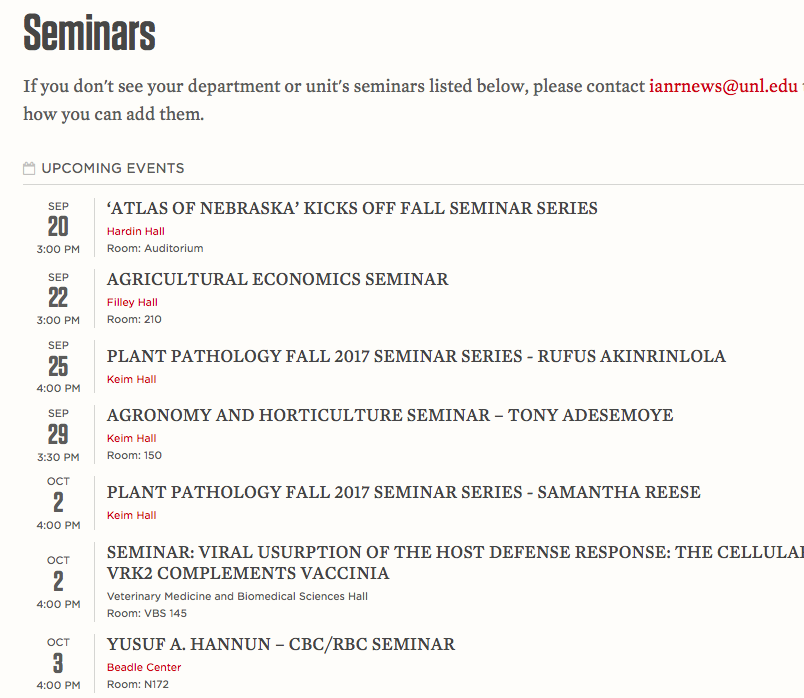 Seminars
If you don't see your department or unit's seminars listed below, please contact ianrnews@unl.edu
how you can add them.
UPCOMING EVENTS
SEP
20
3:00 PM
‘ATLAS OF NEBRASKA’ KICKS OFF FALL SEMINAR SERIES
Hardin Hall
Room: Auditorium
SEP
22
3:00 PM
AGRICULTURAL ECONOMICS SEMINAR
Filley Hall
Room: 210
SEP
25
4:00 PM
PLANT PATHOLOGY FALL 2017 SEMINAR SERIES - RUFUS AKINRINLOLA
Keim Hall
SEP
29
3:30 PM
AGRONOMY AND HORTICULTURE SEMINAR – TONY ADESEMOYE
Keim Hall
Room: 150
OCT
2
4:00 PM
PLANT PATHOLOGY FALL 2017 SEMINAR SERIES - SAMANTHA REESE
Keim Hall
OCT
2
4:00 PM
SEMINAR: VIRAL USURPTION OF THE HOST DEFENSE RESPONSE: THE CELLULAR
VRK2 COMPLEMENTS VACCINIA
Veterinary Medicine and Biomedical Sciences Hall
Room: VBS 145
OCT
3
4:00 PM
YUSUF A. HANNUN – CBC/RBC SEMINAR
Beadle Center
Room: N172